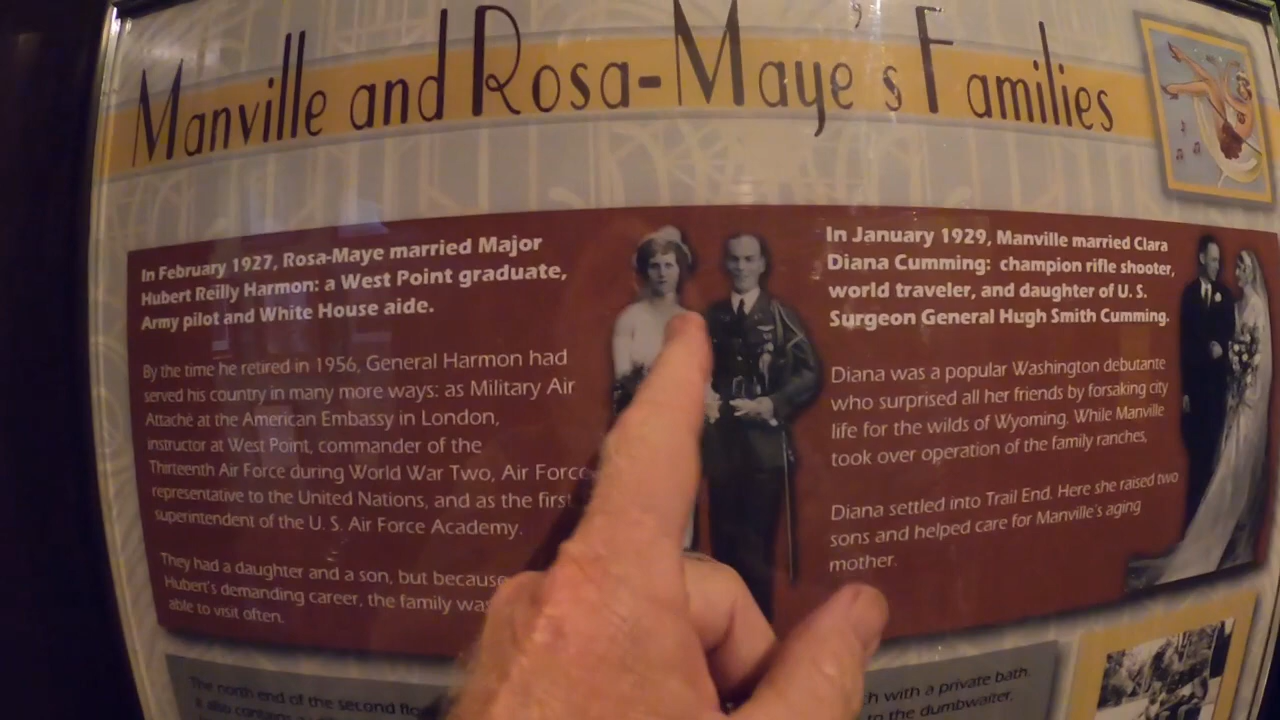 Manville and Rosa-Maye's Families
In February 1927, Rosa-Maye married Major
Hubert Reilly Harmon: a West Point graduate,
Army pilot and White House aide.
By the time he retired in 1956, General Harmon had
served his country in many more ways: as Military Air
Attaché at the American Embassy in London,
instructor at West Point, commander of the
Thirteenth Air Force during World War Two, Air Force
representative to the United Nations, and as the first
superintendent of the U. S. Air Force Academy.
They had a daughter and a son, but because
Hubert's demanding career, the family was
able to visit often.
In January 1929, Manville married Clara
Diana Cumming: champion rifle shooter,
world traveler, and daughter of U. S.
Surgeon General Hugh Smith Cumming.
Diana was a popular Washington debutante
who surprised all her friends by forsaking city
life for the wilds of Wyoming. While Manville
took over operation of the family ranches,
Diana settled into Trail End. Here she raised two
sons and helped care for Manville's aging
mother.
The north end of the second
It also contains
with a private bath.
to the dumbwaiter,